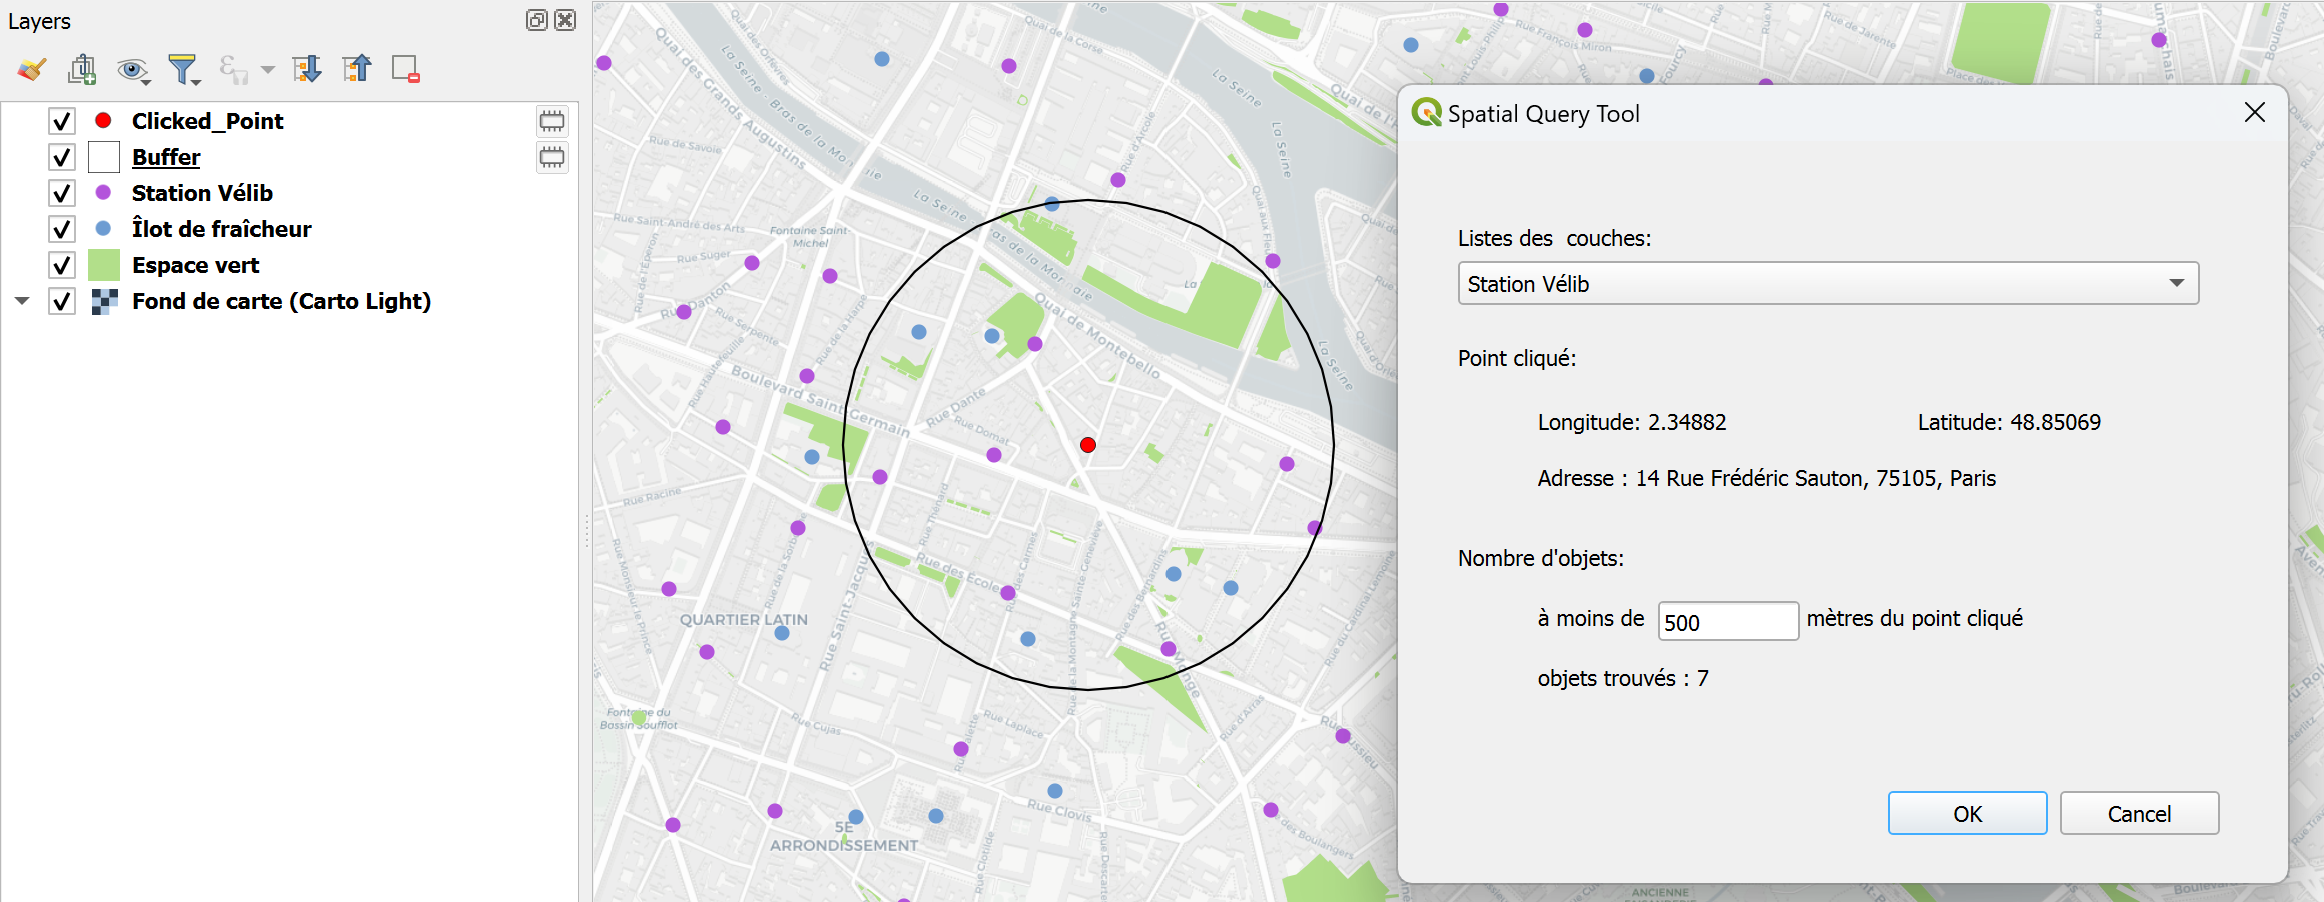 Layers
Clicked_Point
Buffer
Station Vélib
Îlot de fraîcheur
Espace vert
Fond de carte (Carto Light)
Quai des Grands Augustins
La Seine - Bras de la Mon
Quai des Orfèvres
Quai de la Corse
La Seine
Rue d'Arcole
Rue de Savoie
Rue Saint-André des Arts
Fontaine Saint-
Michel
Rue Suger
Rue Danton
Rue Serpente
Rue Hautefeuille
Rue de la Harpe
Quai aux Fleurs
La Seine
Quai de Montebello
Boulevard Saint-Germain
Rue Dante
Rue Domat
La Seine
Rue Racine
Rue Monsieur le Prince
Rue de la Sorbonne
Rue Thénard
Rue des Écoles
Rue des Carmes
Rue de la Montagne Sainte-Geneviève
Rue des Bernardins
Rue Saint-Jacques
QUARTIER LATIN
Rue Monge
Rue du Cardinal Lemoine
Fontaine du
Bassin Soufflot
Rue Cujas
Rue Valette
Rue Laplace
Rue d'Arras
Rue Jussieu
Rue Clovis
Rue Clotilde
Rue Descartes
Rue des Boulangers
5E
ARRONDISSEMENT
Rue François Miron
Rue de Jarente
ANCIENNE
Spatial Query Tool
Listes des  couches:
Station Vélib
Point cliqué:
Longitude: 2.34882
Latitude: 48.85069
Adresse : 14 Rue Frédéric Sauton, 75105, Paris
Nombre d'objets:
à moins de 500 mètres du point cliqué
objets trouvés : 7
OK
Cancel